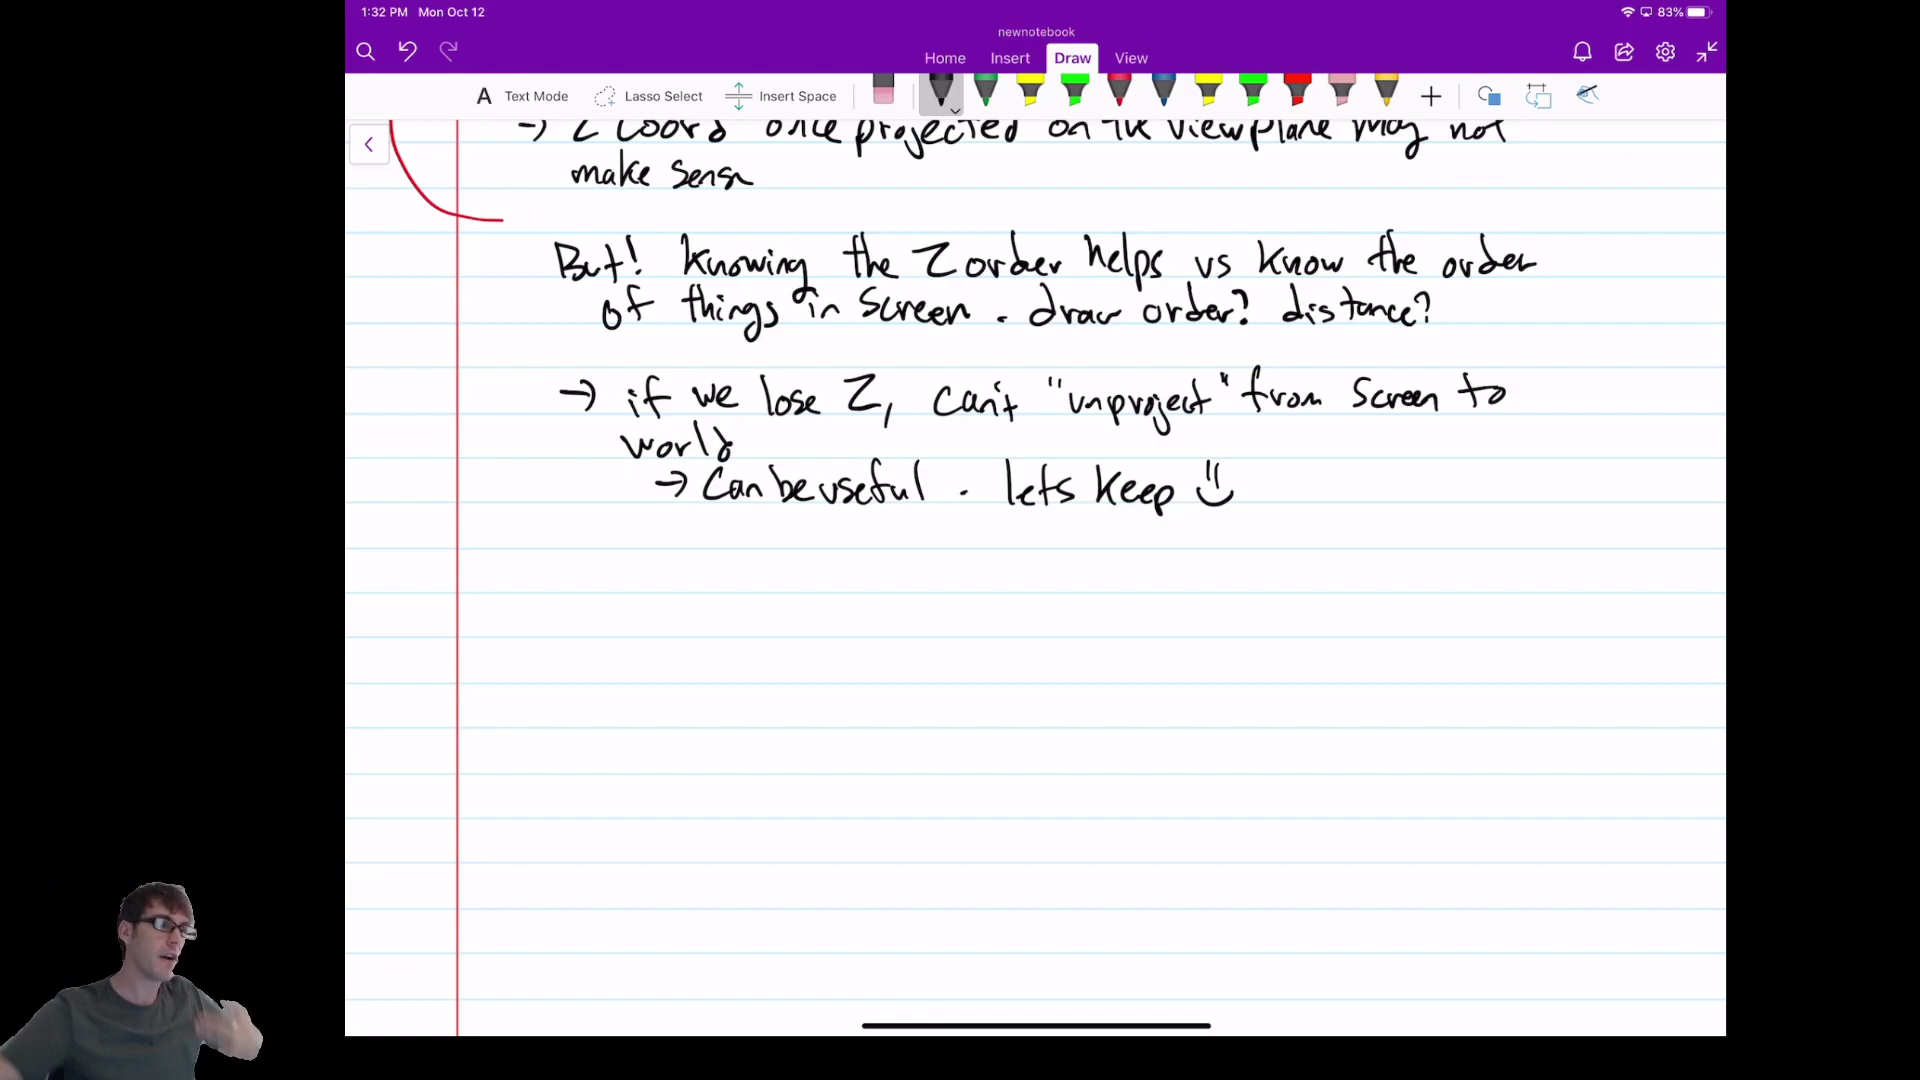 1:32 PM Mon Oct 12
83%
newnotebook
Home Insert Draw View
A Text Mode Lasso Select Insert Space
→ Z coord once projected on the viewplane may not
make sense
But! Knowing the Z order helps us know the order
of things in screen. draw order? distance?
→ if we lose Z, can't "unproject" from screen to
world
→ Can be useful. lets keep